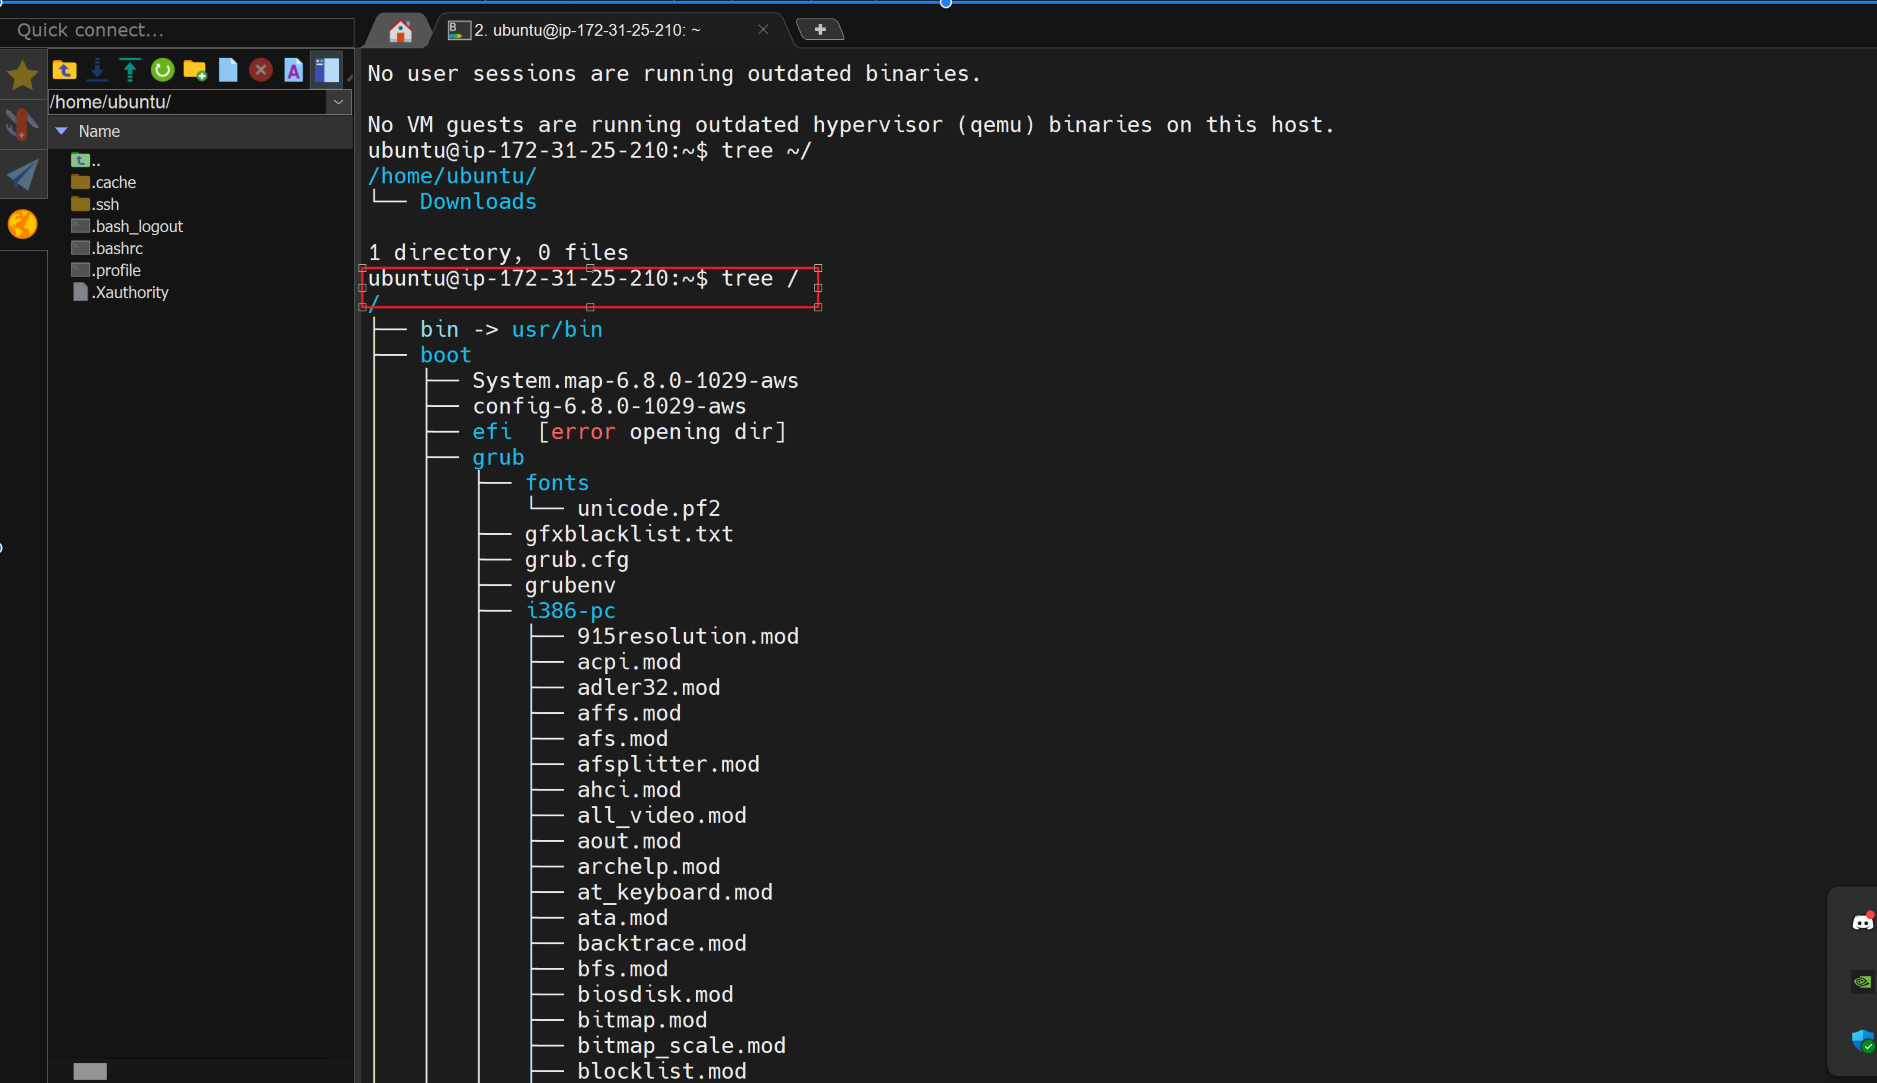 Quick connect...
2. ubuntu@ip-172-31-25-210: ~
/home/ubuntu/
Name
..
.cache
.ssh
.bash_logout
.bashrc
.profile
.Xauthority
No user sessions are running outdated binaries.
No VM guests are running outdated hypervisor (qemu) binaries on this host.
ubuntu@ip-172-31-25-210:~$ tree ~/
/home/ubuntu/
└── Downloads
1 directory, 0 files
ubuntu@ip-172-31-25-210:~$ tree /
/
├── bin -> usr/bin
├── boot
│   ├── System.map-6.8.0-1029-aws
│   ├── config-6.8.0-1029-aws
│   ├── efi  [error opening dir]
│   ├── grub
│   │   ├── fonts
│   │   │   └── unicode.pf2
│   │   ├── gfxblacklist.txt
│   │   ├── grub.cfg
│   │   ├── grubenv
│   │   ├── i386-pc
│   │   │   ├── 915resolution.mod
│   │   │   ├── acpi.mod
│   │   │   ├── adler32.mod
│   │   │   ├── affs.mod
│   │   │   ├── afs.mod
│   │   │   ├── afsplitter.mod
│   │   │   ├── ahci.mod
│   │   │   ├── all_video.mod
│   │   │   ├── aout.mod
│   │   │   ├── archelp.mod
│   │   │   ├── at_keyboard.mod
│   │   │   ├── ata.mod
│   │   │   ├── backtrace.mod
│   │   │   ├── bfs.mod
│   │   │   ├── biosdisk.mod
│   │   │   ├── bitmap.mod
│   │   │   ├── bitmap_scale.mod
│   │   │   ├── blocklist.mod